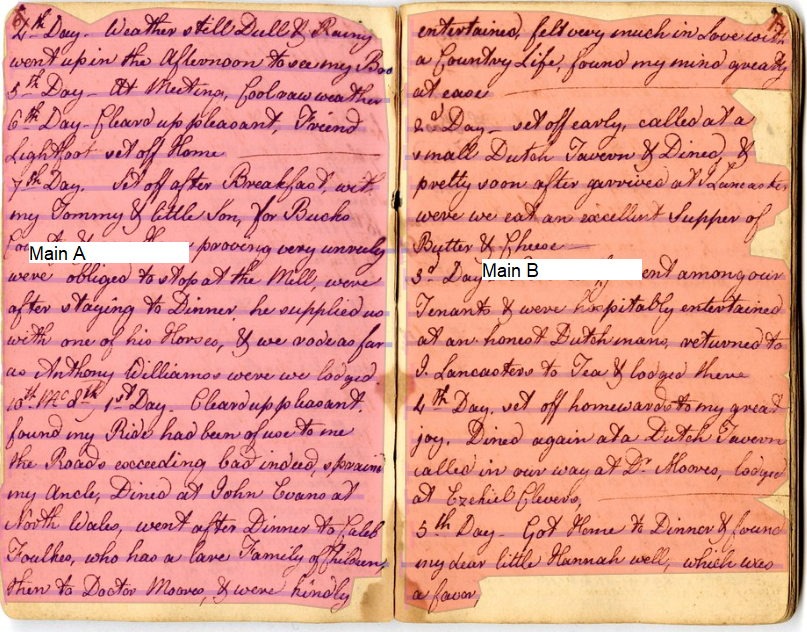 4th Day. Weather still Dull & Rainy
went up in the Afternoon to see my Bro
5th Day - At Meeting, Cool raw weather
6th Day - Cleard up pleasant, Friend
Lightfoot set off Home
7th Day. Set off after Breakfast, with
my Tommy & little Son, for Bucks
Main A proving very unruly
were obliged to stop at the Mill, were
after staying to Dinner, he supplied us
with one of his Horses, & we rode as far
as Anthony Williamss were we lodged.
10th Mo 8th 1st Day - Cleard up pleasant.
found my Ride had been of use to me
the Roads exceeding bad indeed, spraind
my Ancle, Dined at John Evans at
North Wales, went after Dinner to Caleb
Foulkes, who has a lare Family of Children,
then to Doctor Moores, & were kindly
entertained, felt very much in Love with
a Country Life, found my mind greatly
at ease
2d Day - set off early, called at a
small Dutch Tavern & Dined, &
pretty soon after arrived at I Lancaster
were we eat an excellent Supper of
Butter & Cheese
3d Day Main B ent among our
Tenants & were hospitably entertained
at an honest Dutch mans, returned to
I. Lancasters to Tea & lodged there
4th Day. set off homewards to my great
joy, Dined again at a Dutch Tavern
called in our way at Dr. Moores, lodged
at Ezekiel Clevers,
5th Day - Got Home to Dinner & found
my dear little Hannah well, which was
a favor